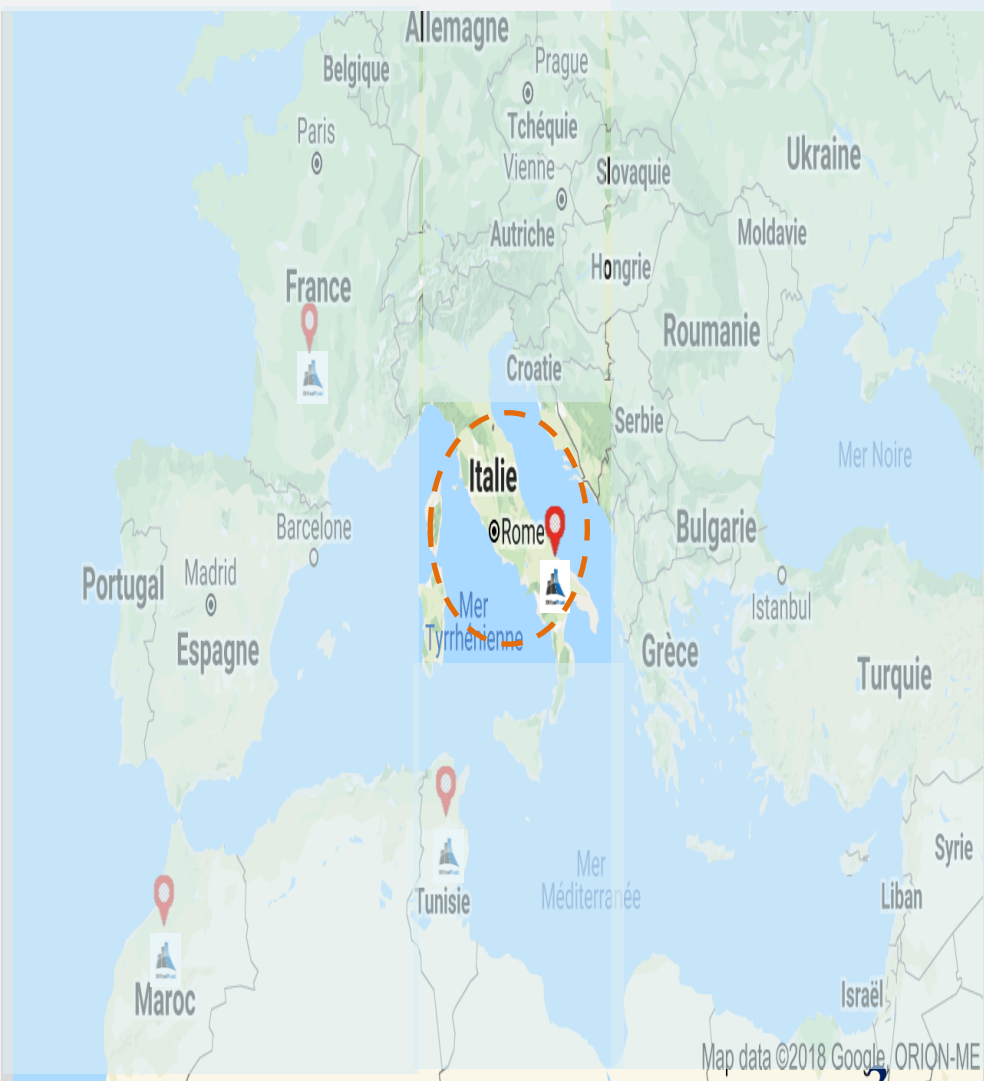 Allemagne
Belgique
Prague
Tchéquie
Paris
Vienne
Slovaquie
Ukraine
Autriche
Moldavie
Hongrie
France
Roumanie
Croatie
Serbie
Mer Noire
Italie
Rome
Barcelone
Bulgarie
Portugal
Madrid
Istanbul
Mer
Tyrrhénienne
Espagne
Grèce
Turquie
Syrie
Mer
Méditerranée
Tunisie
Liban
Maroc
Israël
Map data ©2018 Google, ORION-ME